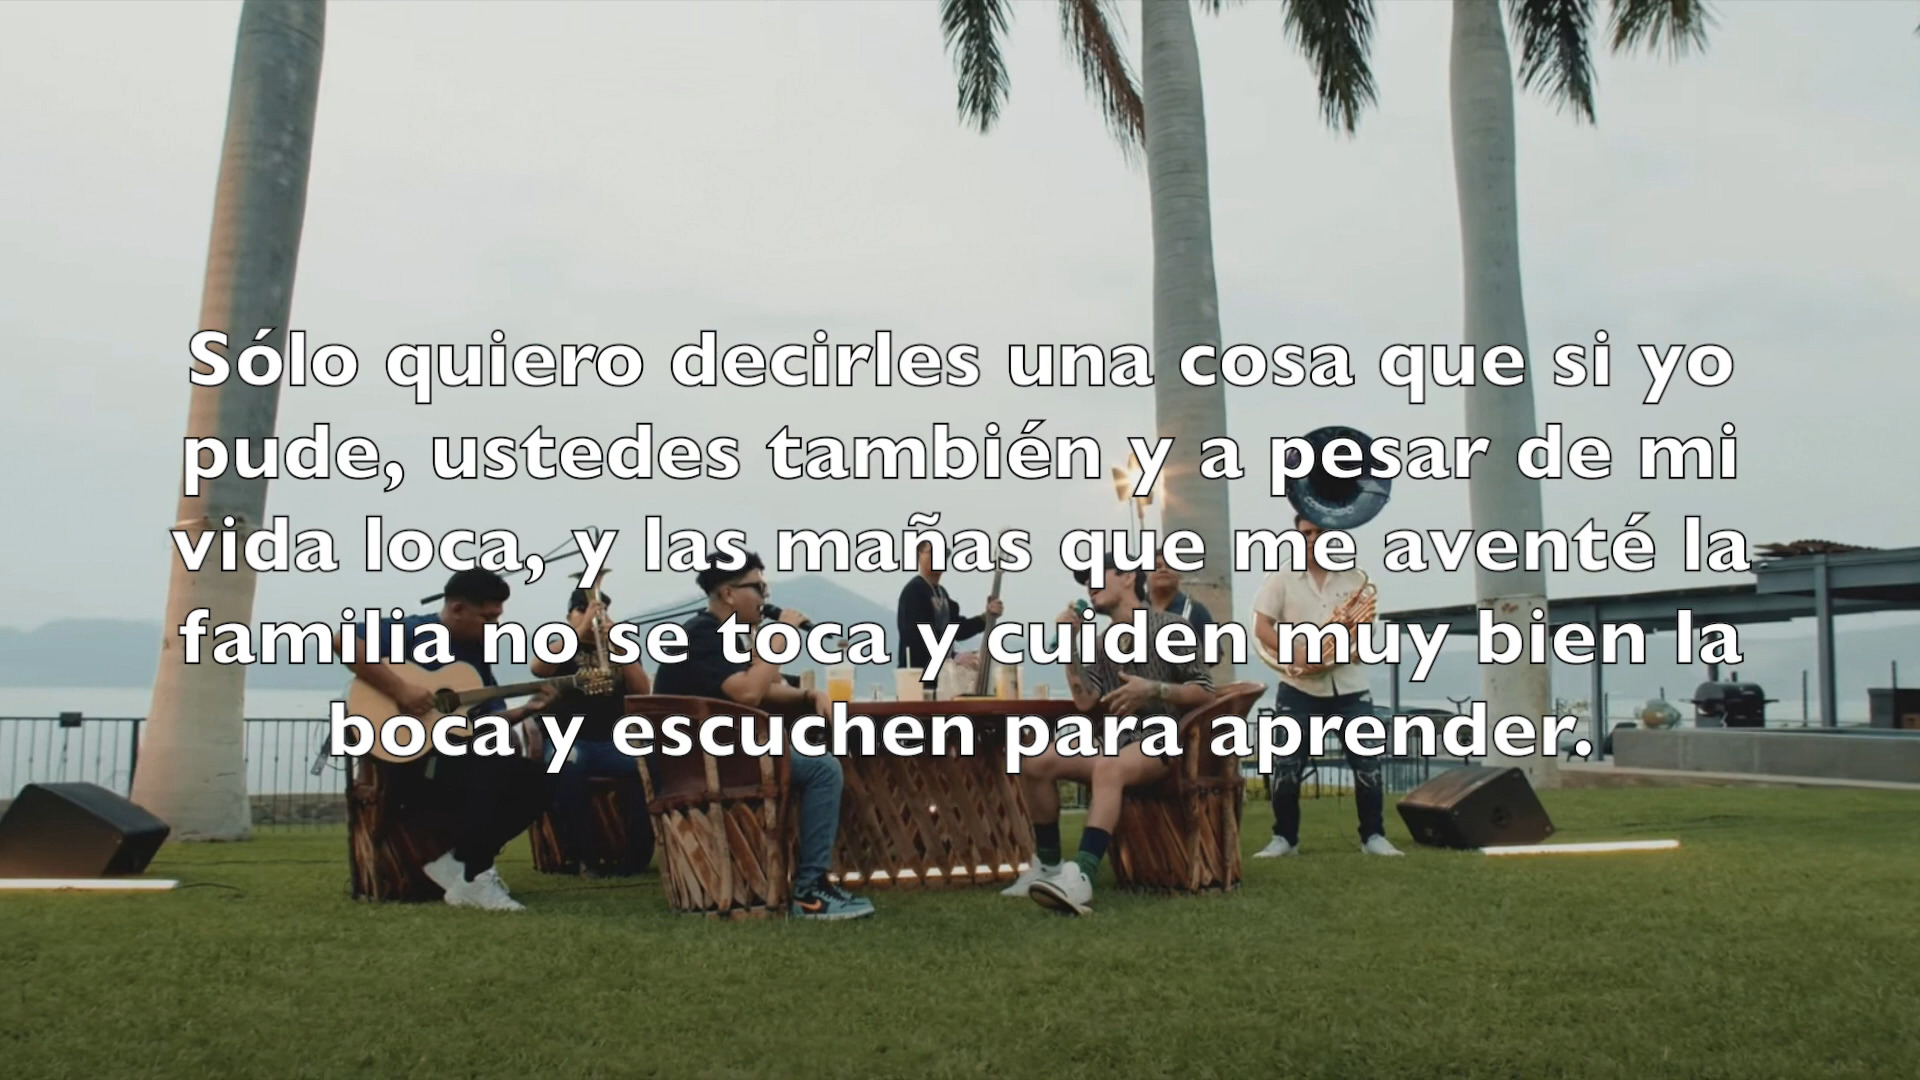 Sólo quiero decirles una cosa que si yo
pude, ustedes también y a pesar de mi
vida loca, y las mañas que me aventé la
familia no se toca y cuiden muy bien la
boca y escuchen para aprender.